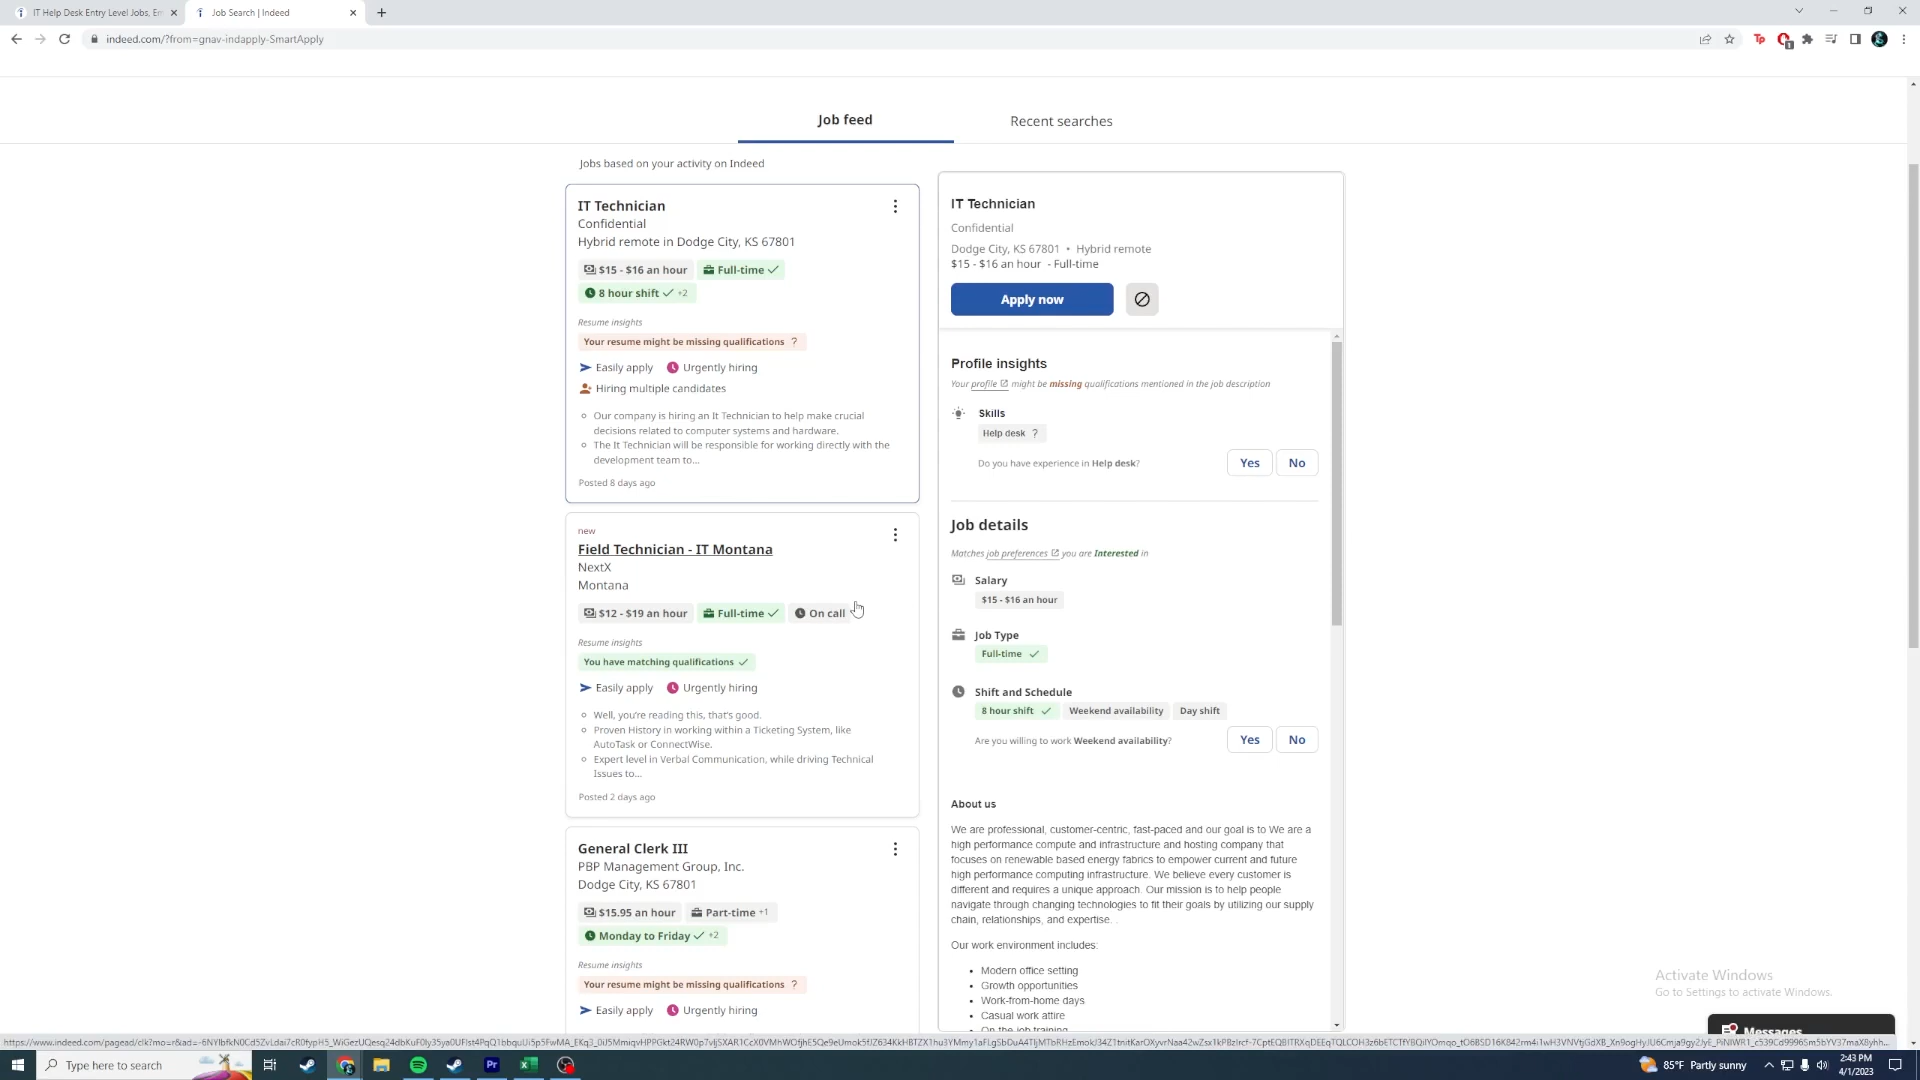 IT Help Desk Entry Level Jobs, Em
Job Search | Indeed
indeed.com/?from=gnav-indapply-SmartApply
Job feed
Recent searches
Jobs based on your activity on Indeed
IT Technician
Confidential
Hybrid remote in Dodge City, KS 67801
$15 - $16 an hour
Full-time
8 hour shift +2
Resume insights
Your resume might be missing qualifications ?
Easily apply
Urgently hiring
Hiring multiple candidates
Our company is hiring an It Technician to help make crucial
decisions related to computer systems and hardware.
The It Technician will be responsible for working directly with the
development team to...
Posted 8 days ago
new
Field Technician - IT Montana
NextX
Montana
$12 - $19 an hour
Full-time
On call
Resume insights
You have matching qualifications
Easily apply
Urgently hiring
Well, you're reading this, that's good.
Proven History in working within a Ticketing System, like
AutoTask or ConnectWise.
Expert level in Verbal Communication, while driving Technical
Issues to...
Posted 2 days ago
General Clerk III
PBP Management Group, Inc.
Dodge City, KS 67801
$15.95 an hour
Part-time +1
Monday to Friday +2
Resume insights
Your resume might be missing qualifications ?
Easily apply
Urgently hiring
IT Technician
Confidential
Dodge City, KS 67801 • Hybrid remote
$15 - $16 an hour - Full-time
Apply now
Profile insights
Your profile might be missing qualifications mentioned in the job description
Skills
Help desk ?
Do you have experience in Help desk?
Yes
No
Job details
Matches job preferences you are Interested in
Salary
$15 - $16 an hour
Job Type
Full-time
Shift and Schedule
8 hour shift
Weekend availability
Day shift
Are you willing to work Weekend availability?
Yes
No
About us
We are professional, customer-centric, fast-paced and our goal is to We are a
high performance compute and infrastructure and hosting company that
focuses on renewable based energy fabrics to empower current and future
high performance computing infrastructure. We believe every customer is
different and requires a unique approach. Our mission is to help people
navigate through changing technologies to fit their goals by utilizing our supply
chain, relationships, and expertise. .
Our work environment includes:
Modern office setting
Growth opportunities
Work-from-home days
Casual work attire
On-the-job training
Activate Windows
Go to Settings to activate Windows.
Messages
Type here to search
85°F Partly sunny
2:43 PM
4/1/2023